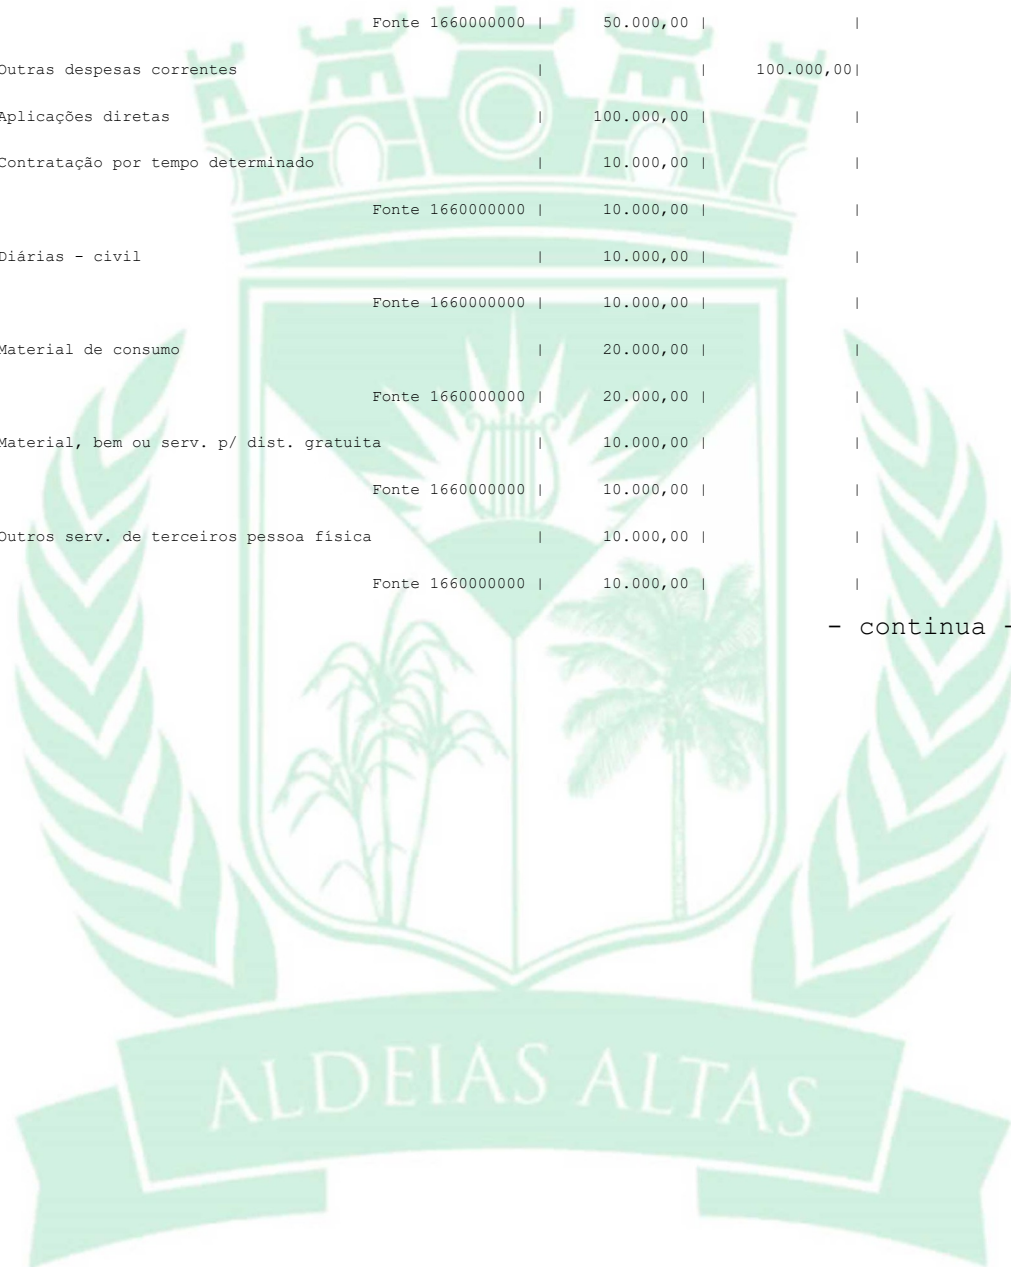 Fonte 1660000000 | 50.000,00 | |
Outras despesas correntes | | 100.000,00|
Aplicações diretas | 100.000,00 | |
Contratação por tempo determinado | 10.000,00 | |
Fonte 1660000000 | 10.000,00 | |
Diárias - civil | 10.000,00 | |
Fonte 1660000000 | 10.000,00 | |
Material de consumo | 20.000,00 | |
Fonte 1660000000 | 20.000,00 | |
Material, bem ou serv. p/ dist. gratuita | 10.000,00 | |
Fonte 1660000000 | 10.000,00 | |
Outros serv. de terceiros pessoa física | 10.000,00 | |
Fonte 1660000000 | 10.000,00 | |
- continua -
ALDEIAS ALTAS